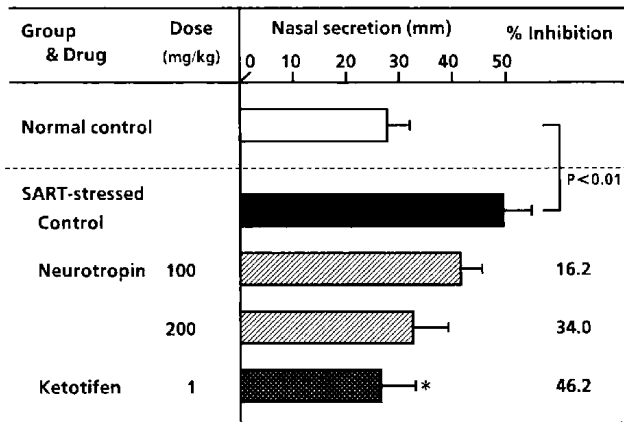 Group & Drug Dose (mg/kg) Nasal secretion (mm) % Inhibition
0 10 20 30 40 50
Normal control
P<0.01
SART-stressed
Control
Neurotropin 100 16.2
200 34.0
Ketotifen 1 * 46.2